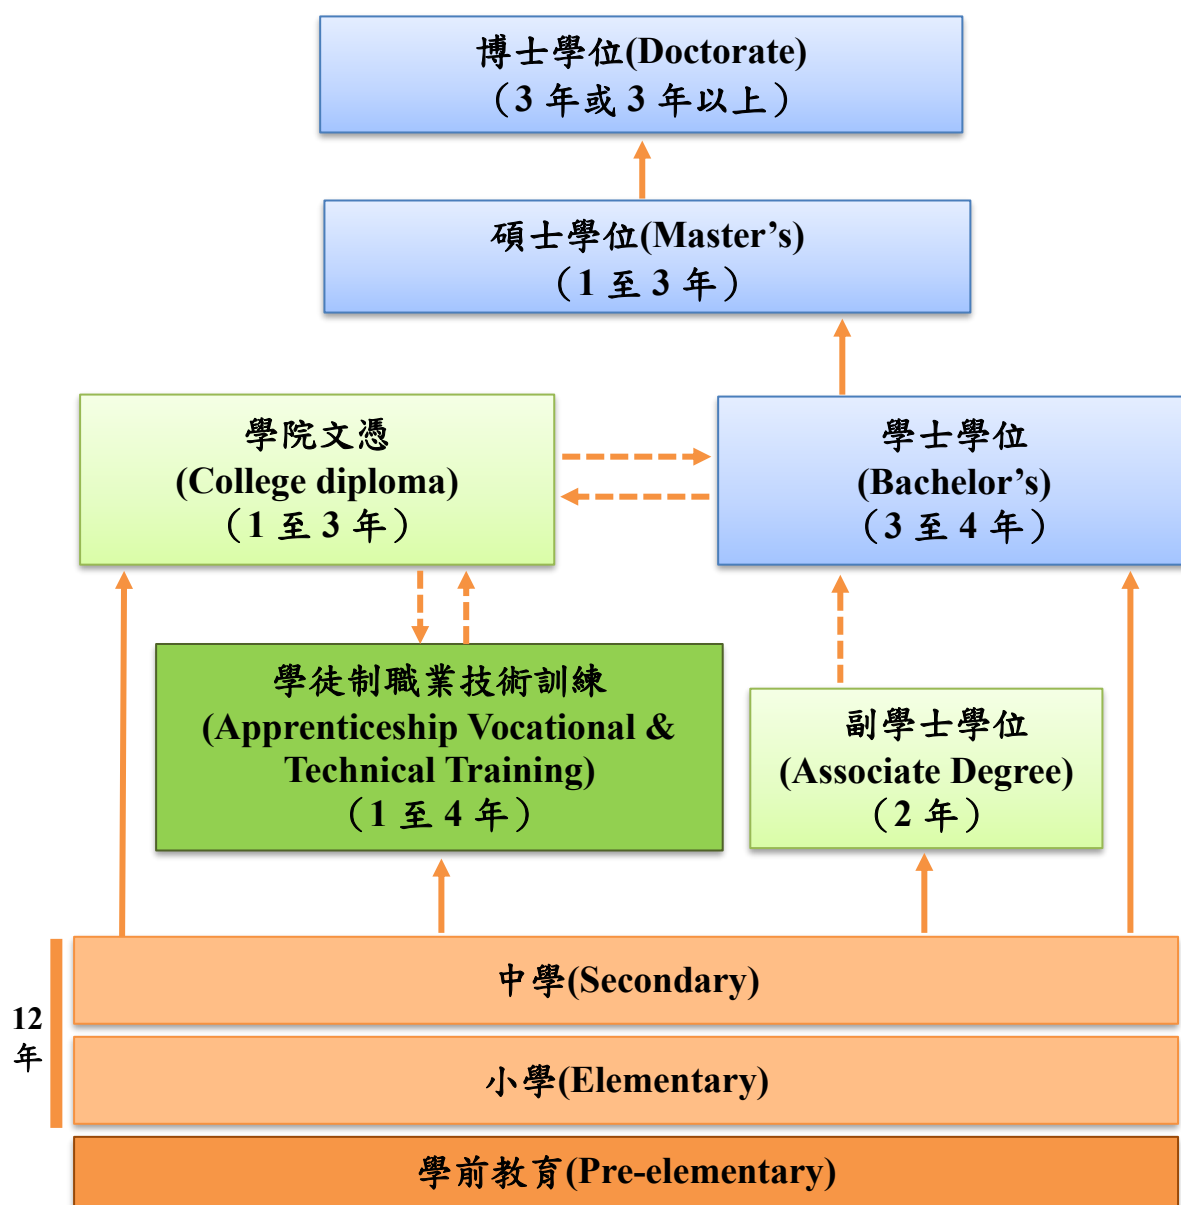 博士學位(Doctorate)
（3 年或 3 年以上）
碩士學位(Master’s)
（1 至 3 年）
學院文憑
(College diploma)
（1 至 3 年）
學士學位
(Bachelor’s)
（3 至 4 年）
學徒制職業技術訓練
(Apprenticeship Vocational &
Technical Training)
（1 至 4 年）
副學士學位
(Associate Degree)
（2 年）
12
年
中學(Secondary)
小學(Elementary)
學前教育(Pre-elementary)